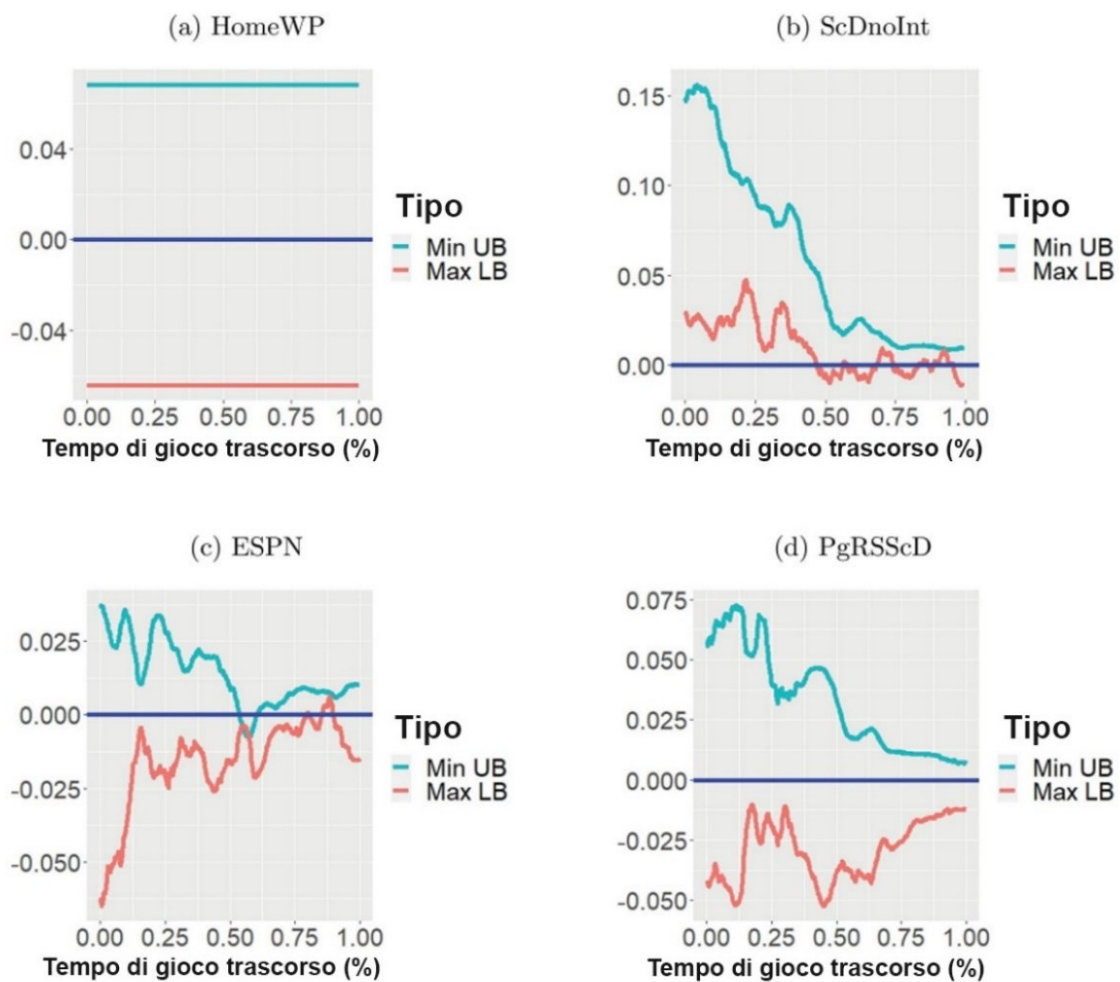 (a) HomeWP
0.04
0.00
-0.04
0.00 0.25 0.50 0.75 1.00
Tempo di gioco trascorso (%)
Tipo
Min UB
Max LB
(b) ScDnoInt
0.15
0.10
0.05
0.00
0.00 0.25 0.50 0.75 1.00
Tempo di gioco trascorso (%)
Tipo
Min UB
Max LB
(c) ESPN
0.025
0.000
-0.025
-0.050
0.00 0.25 0.50 0.75 1.00
Tempo di gioco trascorso (%)
Tipo
Min UB
Max LB
(d) PgRSScD
0.075
0.050
0.025
0.000
-0.025
-0.050
0.00 0.25 0.50 0.75 1.00
Tempo di gioco trascorso (%)
Tipo
Min UB
Max LB